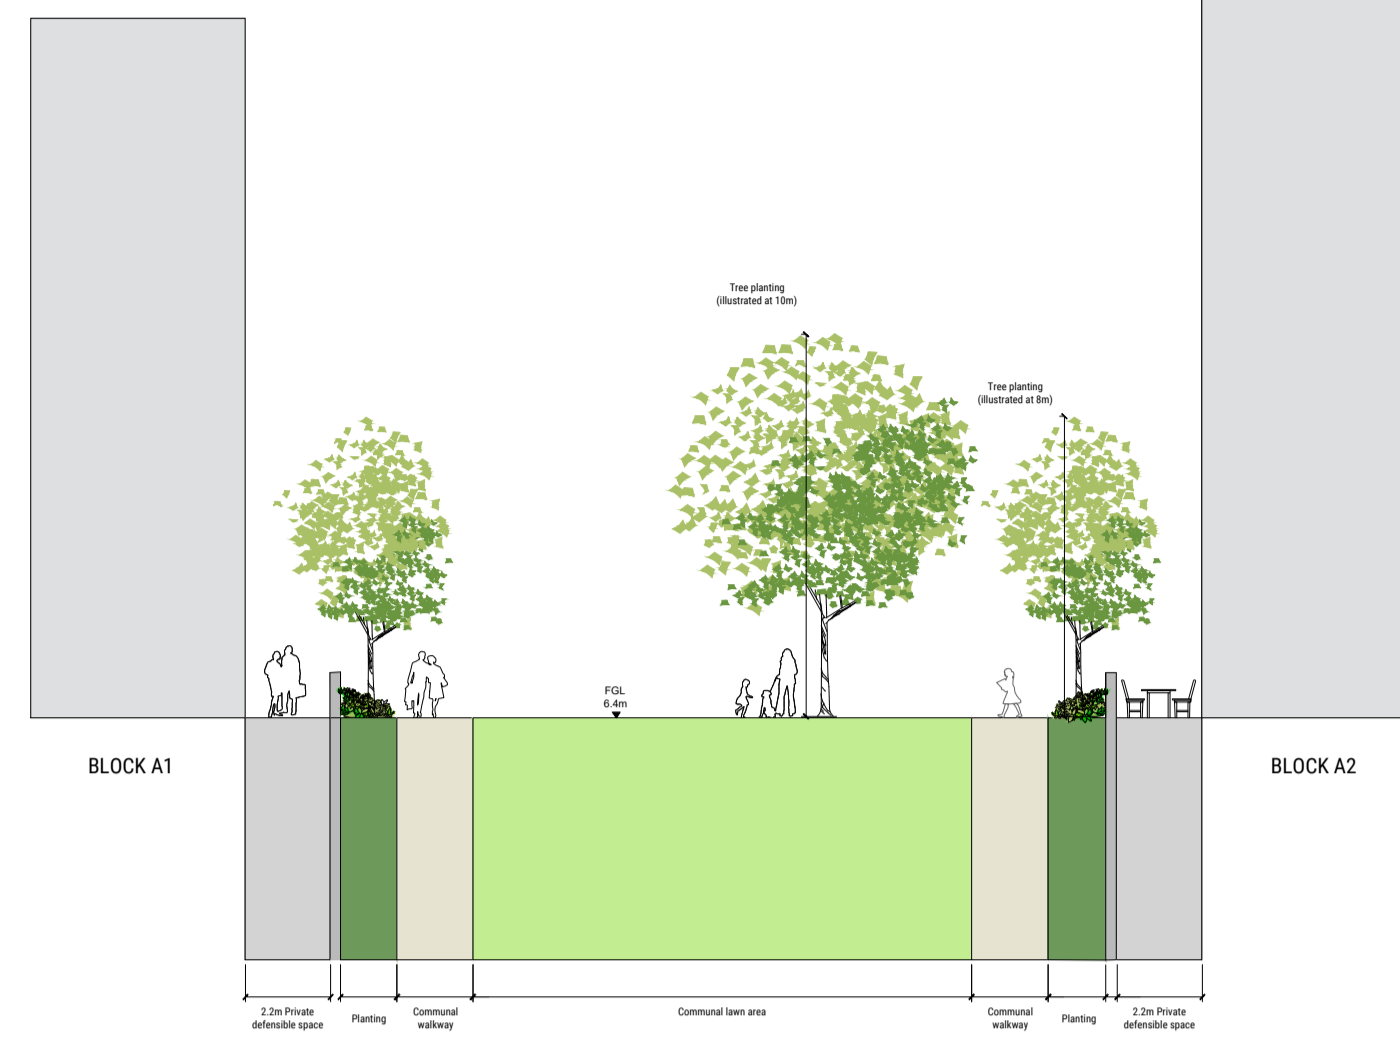 Tree planting
(illustrated at 10m)
Tree planting
(illustrated at 8m)
FGL
6.4m
BLOCK A1
BLOCK A2
2.2m Private
defensible space
Planting
Communal
walkway
Communal lawn area
Communal
walkway
Planting
2.2m Private
defensible space